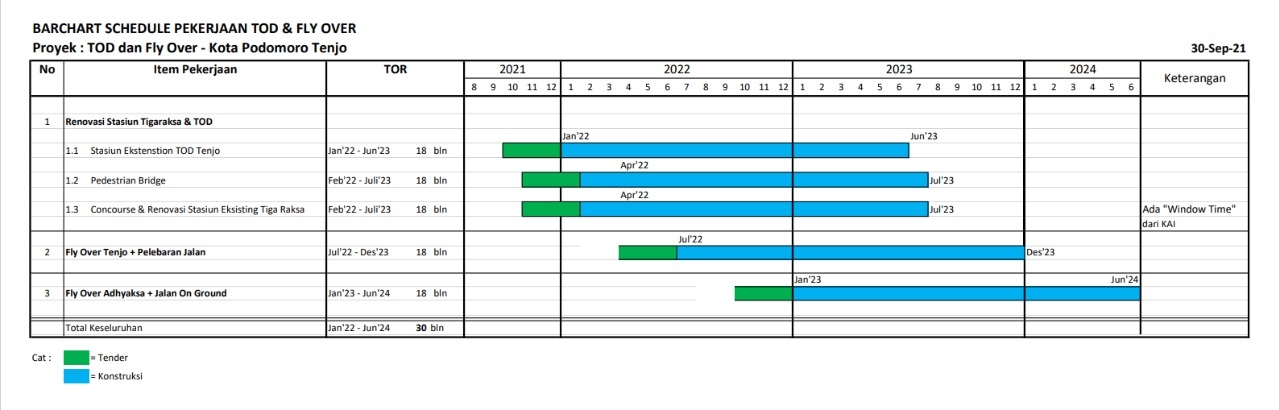 BARCHART SCHEDULE PEKERJAAN TOD & FLY OVER
Proyek : TOD dan Fly Over - Kota Podomoro Tenjo 30-Sep-21
No Item Pekerjaan TOR 2021 2022 2023 2024 Keterangan
8 9 10 11 12 1 2 3 4 5 6 7 8 9 10 11 12 1 2 3 4 5 6 7 8 9 10 11 12 1 2 3 4 5 6
1 Renovasi Stasiun Tigaraksa & TOD
Jan'22 Jun'23
1.1 Stasiun Ekstenstion TOD Tenjo Jan'22 - Jun'23 18 bln
Apr'22
1.2 Pedestrian Bridge Feb'22 - Juli'23 18 bln Jul'23
Apr'22
1.3 Concourse & Renovasi Stasiun Eksisting Tiga Raksa Feb'22 - Juli'23 18 bln Jul'23 Ada "Window Time"
dari KAI
Jul'22
2 Fly Over Tenjo + Pelebaran Jalan Jul'22 - Des'23 18 bln Des'23
Jan'23 Jun'24
3 Fly Over Adhyaksa + Jalan On Ground Jan'23 - Jun'24 18 bln
Total Keseluruhan Jan'22 - Jun'24 30 bln
Cat : = Tender
= Konstruksi